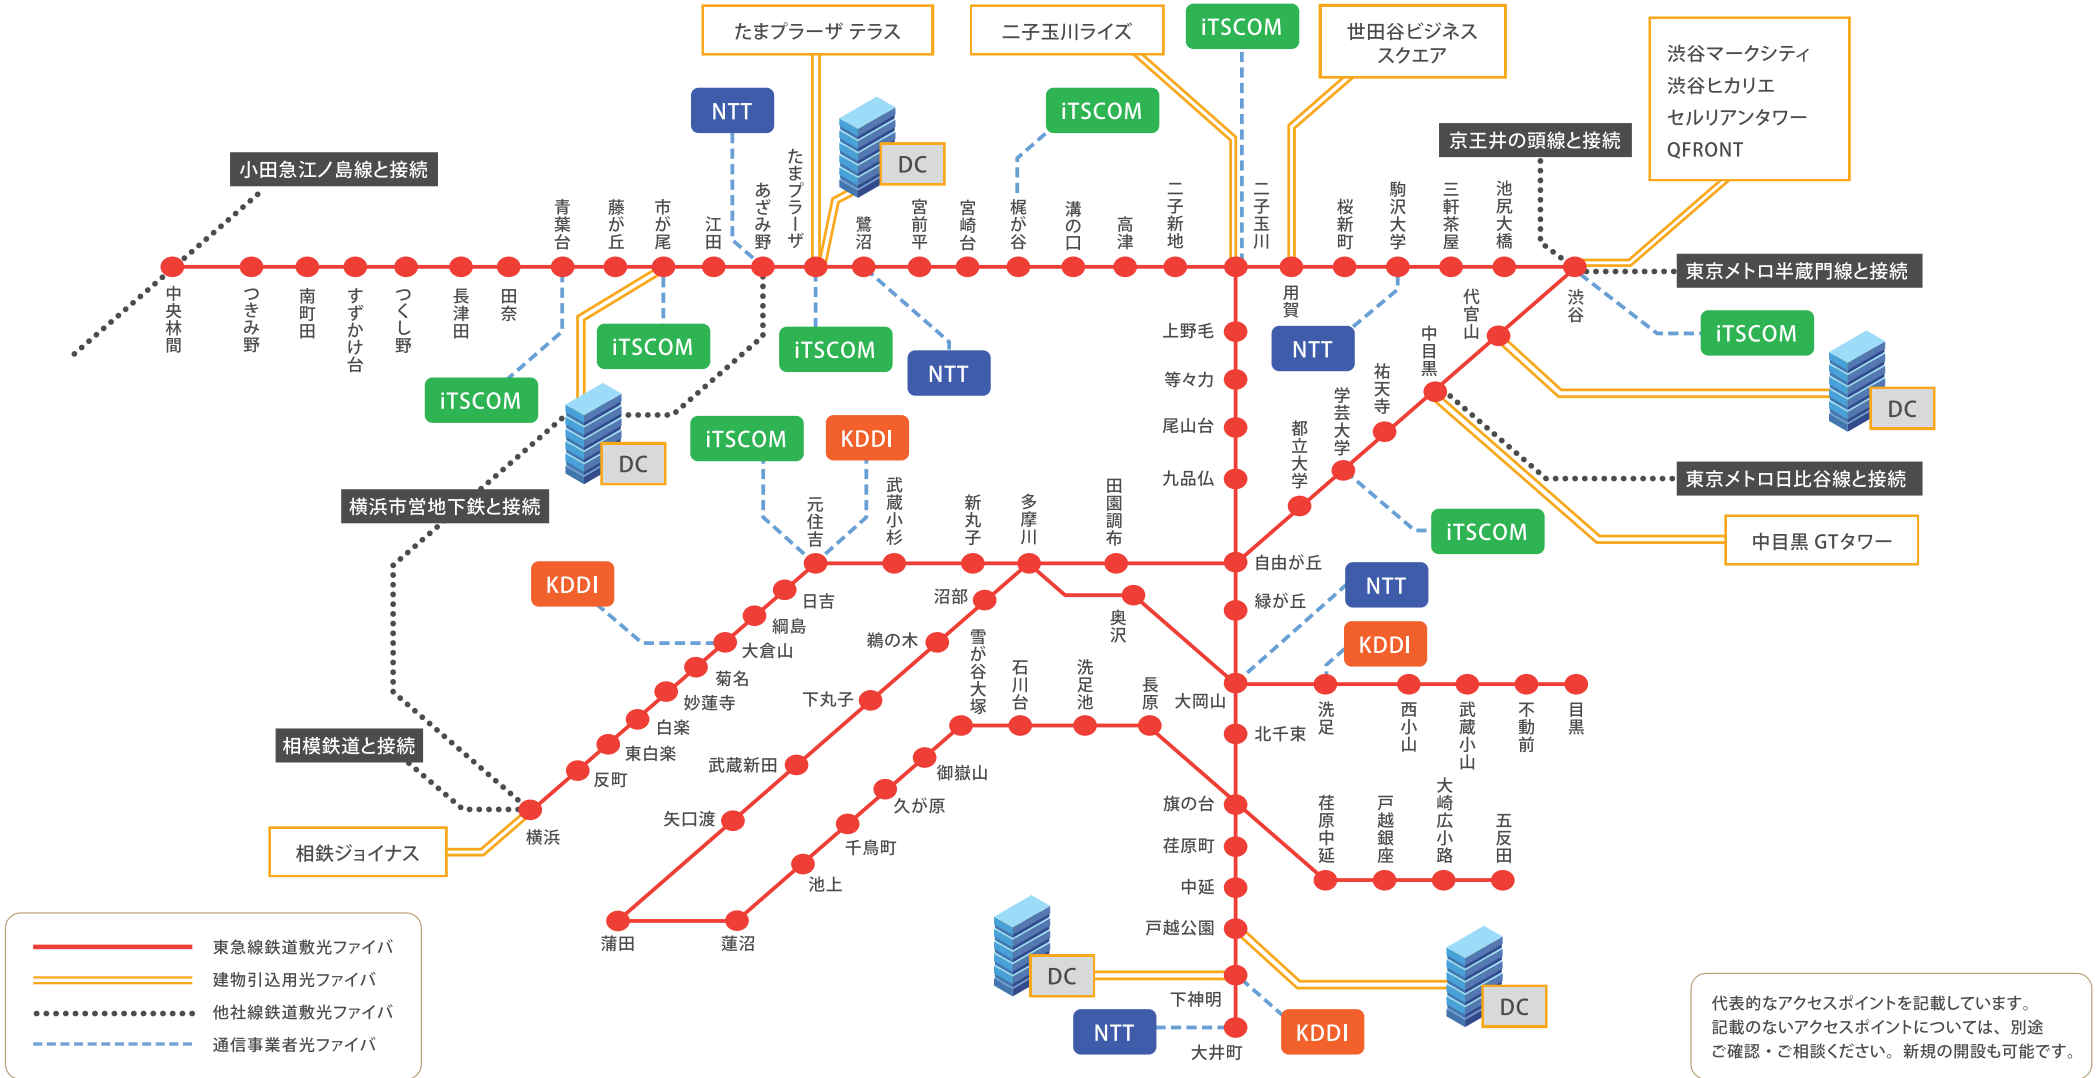 たまプラーザ テラス
二子玉川ライズ
iTSCOM
世田谷ビジネス
スクエア
渋谷マークシティ
渋谷ヒカリエ
セルリアンタワー
QFRONT
NTT
iTSCOM
DC
京王井の頭線と接続
小田急江ノ島線と接続
青葉台
藤が丘
市が尾
江田
あざみ野
たまプラーザ
鷺沼
宮前平
宮崎台
梶が谷
溝の口
高津
二子新地
二子玉川
桜新町
駒沢大学
三軒茶屋
池尻大橋
東京メトロ半蔵門線と接続
中央林間
つきみ野
南町田
すずかけ台
つくし野
長津田
田奈
用賀
代官山
渋谷
iTSCOM
iTSCOM
iTSCOM
NTT
iTSCOM
NTT
iTSCOM
DC
上野毛
等々力
尾山台
九品仏
中目黒
祐天寺
学芸大学
都立大学
DC
iTSCOM
KDDI
東京メトロ日比谷線と接続
横浜市営地下鉄と接続
iTSCOM
中目黒 GTタワー
元住吉
武蔵小杉
新丸子
多摩川
田園調布
自由が丘
KDDI
NTT
KDDI
日吉
綱島
大倉山
菊名
妙蓮寺
白楽
東白楽
反町
横浜
沼部
鵜の木
下丸子
武蔵新田
矢口渡
蒲田
奥沢
緑が丘
大岡山
洗足
西小山
武蔵小山
不動前
目黒
雪が谷大塚
石川台
洗足池
長原
北千束
相模鉄道と接続
相鉄ジョイナス
御嶽山
久が原
千鳥町
池上
蓮沼
旗の台
荏原町
中延
戸越公園
下神明
大井町
荏原中延
戸越銀座
大崎広小路
五反田
DC
DC
NTT
KDDI
東急線鉄道敷光ファイバ
建物引込用光ファイバ
他社線鉄道敷光ファイバ
通信事業者光ファイバ
代表的なアクセスポイントを記載しています。
記載のないアクセスポイントについては、別途
ご確認・ご相談ください。新規の開設も可能です。